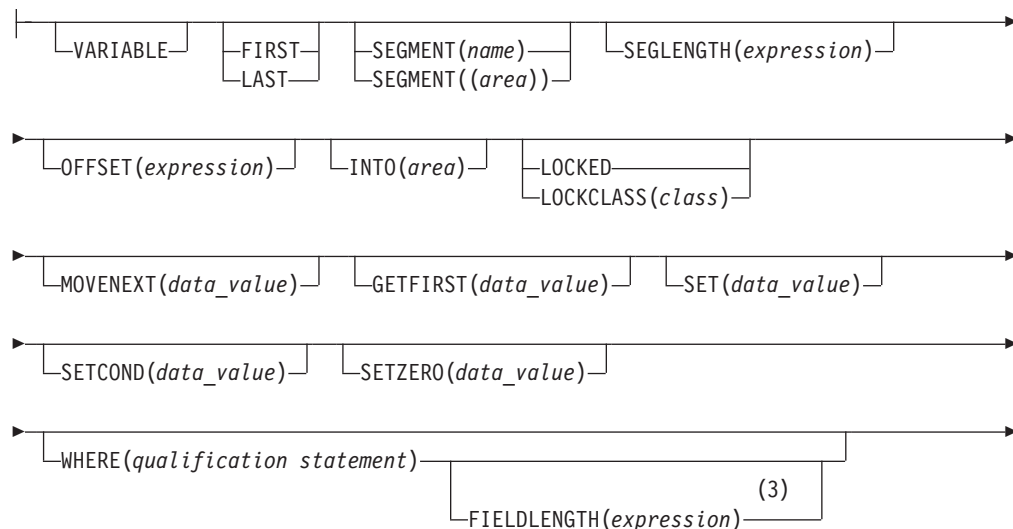 VARIABLE FIRST SEGMENT(name) SEGLENGTH(expression)
LAST SEGMENT((area))
OFFSET(expression) INTO(area) LOCKED
LOCKCLASS(class)
MOVENEXT(data_value) GETFIRST(data_value) SET(data_value)
SETCOND(data_value) SETZERO(data_value)
WHERE(qualification statement)
(3)
FIELDLENGTH(expression)